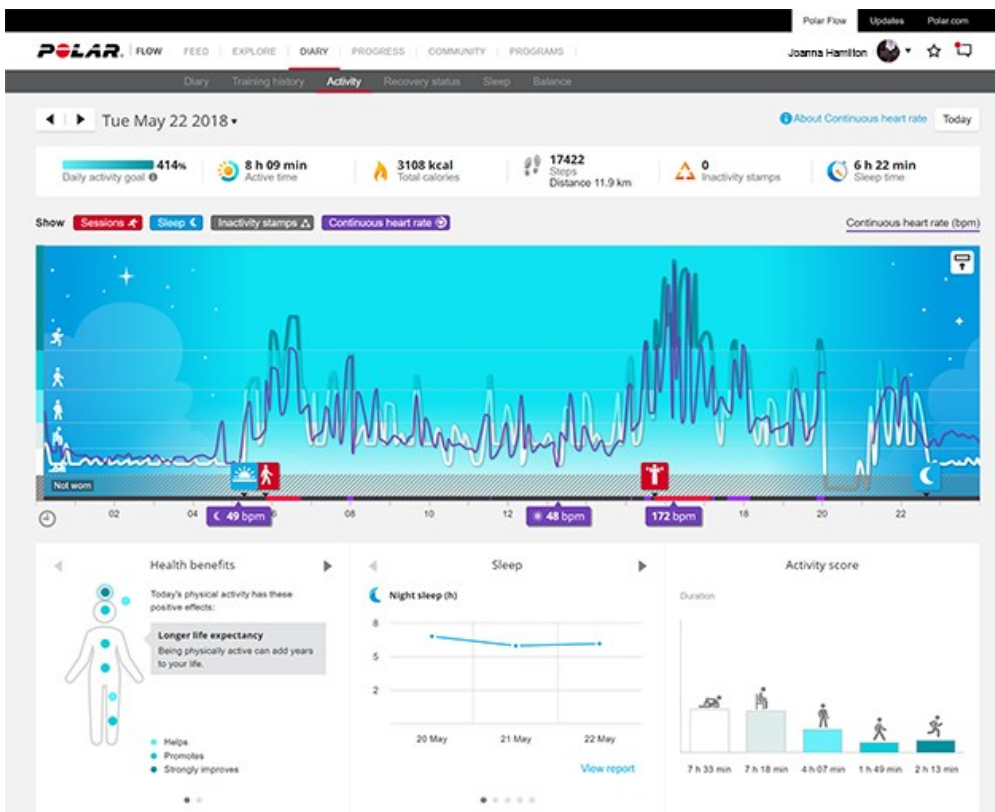 Polar Flow Updates Polar.com
POLAR. FLOW FEED EXPLORE DIARY PROGRESS COMMUNITY PROGRAMS Joanna Hamilton
Diary Training history Activity Recovery status Sleep Balance
Tue May 22 2018 About Continuous heart rate Today
414%
Daily activity goal
8 h 09 min
Active time
3108 kcal
Total calories
17422
Steps
Distance 11.9 km
0
Inactivity stamps
6 h 22 min
Sleep time
Show Sessions Sleep Inactivity stamps Continuous heart rate Continuous heart rate (bpm)
Not worn
02 04 6 08 10 12 18 20 22
49 bpm 48 bpm 172 bpm
Health benefits
Today's physical activity has these
positive effects:
Longer life expectancy
Being physically active can add years
to your life.
Helps
Promotes
Strongly improves
Sleep
Night sleep (h)
8
5
2
20 May 21 May 22 May
View report
Activity score
Duration
7 h 33 min 7 h 18 min 4 h 07 min 1 h 49 min 2 h 13 min